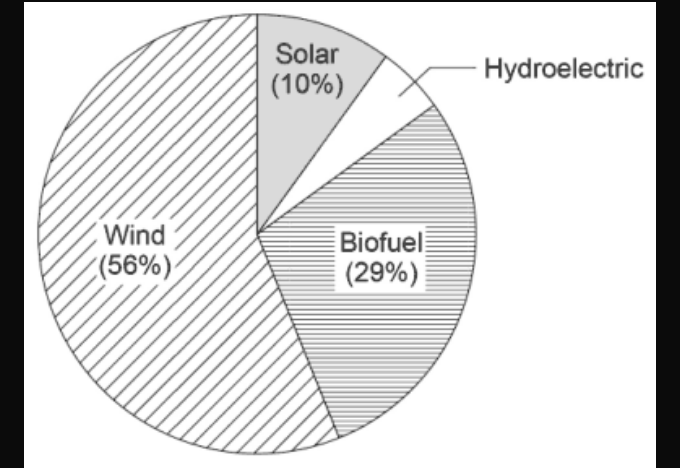 Solar
(10%)
Hydroelectric
Wind
(56%)
Biofuel
(29%)